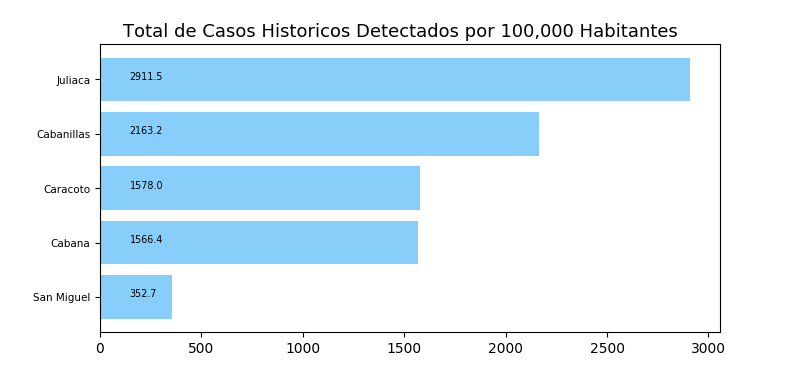 Total de Casos Historicos Detectados por 100,000 Habitantes
Juliaca 2911.5
Cabanillas 2163.2
Caracoto 1578.0
Cabana 1566.4
San Miguel 352.7
0 500 1000 1500 2000 2500 3000